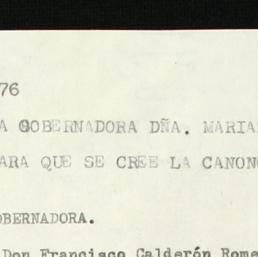 76
A GOBERNADORA DÑA. MARIA
ARA QUE SE CREE LA CANON
OBERNADORA.
Don Francisco Calderón Rome